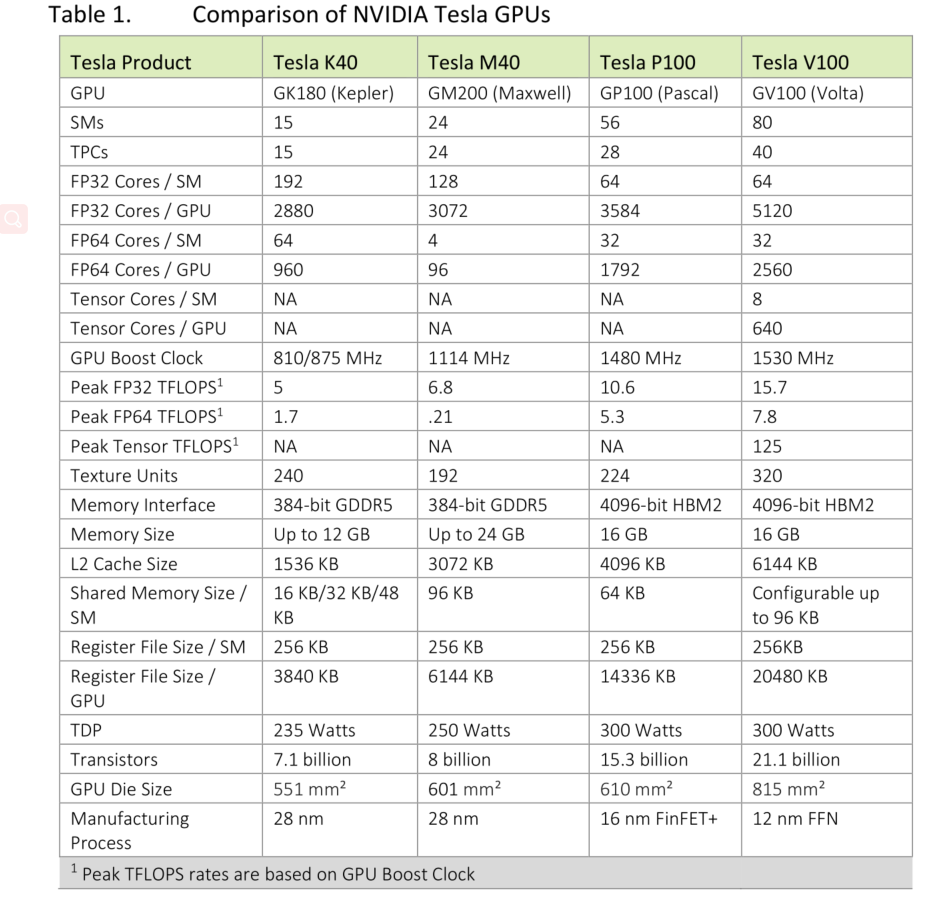 Table 1. Comparison of NVIDIA Tesla GPUs
Tesla Product Tesla K40 Tesla M40 Tesla P100 Tesla V100
GPU GK180 (Kepler) GM200 (Maxwell) GP100 (Pascal) GV100 (Volta)
SMs 15 24 56 80
TPCs 15 24 28 40
FP32 Cores / SM 192 128 64 64
FP32 Cores / GPU 2880 3072 3584 5120
FP64 Cores / SM 64 4 32 32
FP64 Cores / GPU 960 96 1792 2560
Tensor Cores / SM NA NA NA 8
Tensor Cores / GPU NA NA NA 640
GPU Boost Clock 810/875 MHz 1114 MHz 1480 MHz 1530 MHz
Peak FP32 TFLOPS¹ 5 6.8 10.6 15.7
Peak FP64 TFLOPS¹ 1.7 .21 5.3 7.8
Peak Tensor TFLOPS¹ NA NA NA 125
Texture Units 240 192 224 320
Memory Interface 384-bit GDDR5 384-bit GDDR5 4096-bit HBM2 4096-bit HBM2
Memory Size Up to 12 GB Up to 24 GB 16 GB 16 GB
L2 Cache Size 1536 KB 3072 KB 4096 KB 6144 KB
Shared Memory Size / 16 KB/32 KB/48 96 KB 64 KB Configurable up
SM KB to 96 KB
Register File Size / SM 256 KB 256 KB 256 KB 256KB
Register File Size / 3840 KB 6144 KB 14336 KB 20480 KB
GPU
TDP 235 Watts 250 Watts 300 Watts 300 Watts
Transistors 7.1 billion 8 billion 15.3 billion 21.1 billion
GPU Die Size 551 mm² 601 mm² 610 mm² 815 mm²
Manufacturing 28 nm 28 nm 16 nm FinFET+ 12 nm FFN
Process
¹ Peak TFLOPS rates are based on GPU Boost Clock